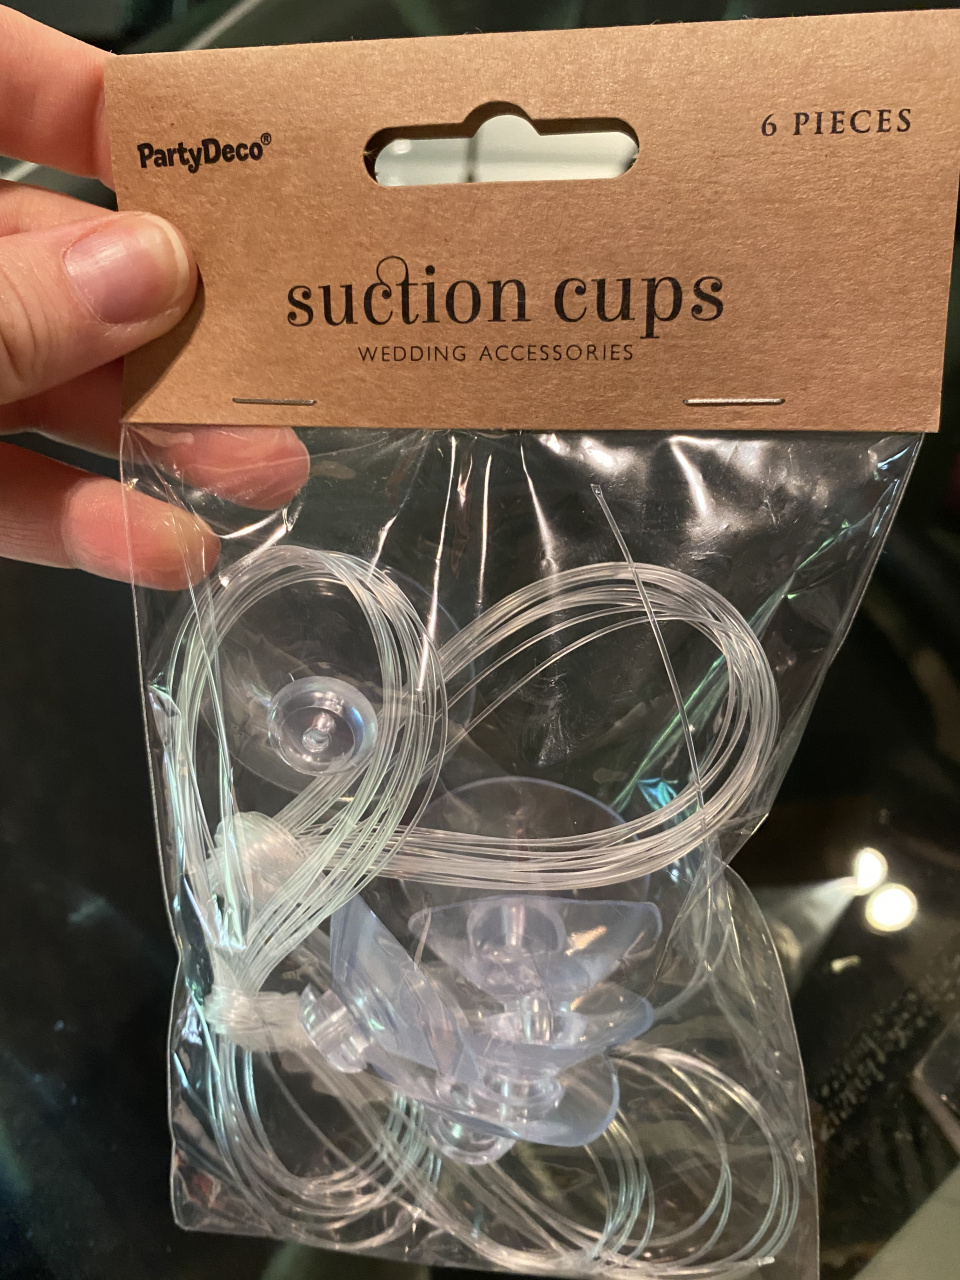 PartyDeco®
6 PIECES
suction cups
WEDDING ACCESSORIES